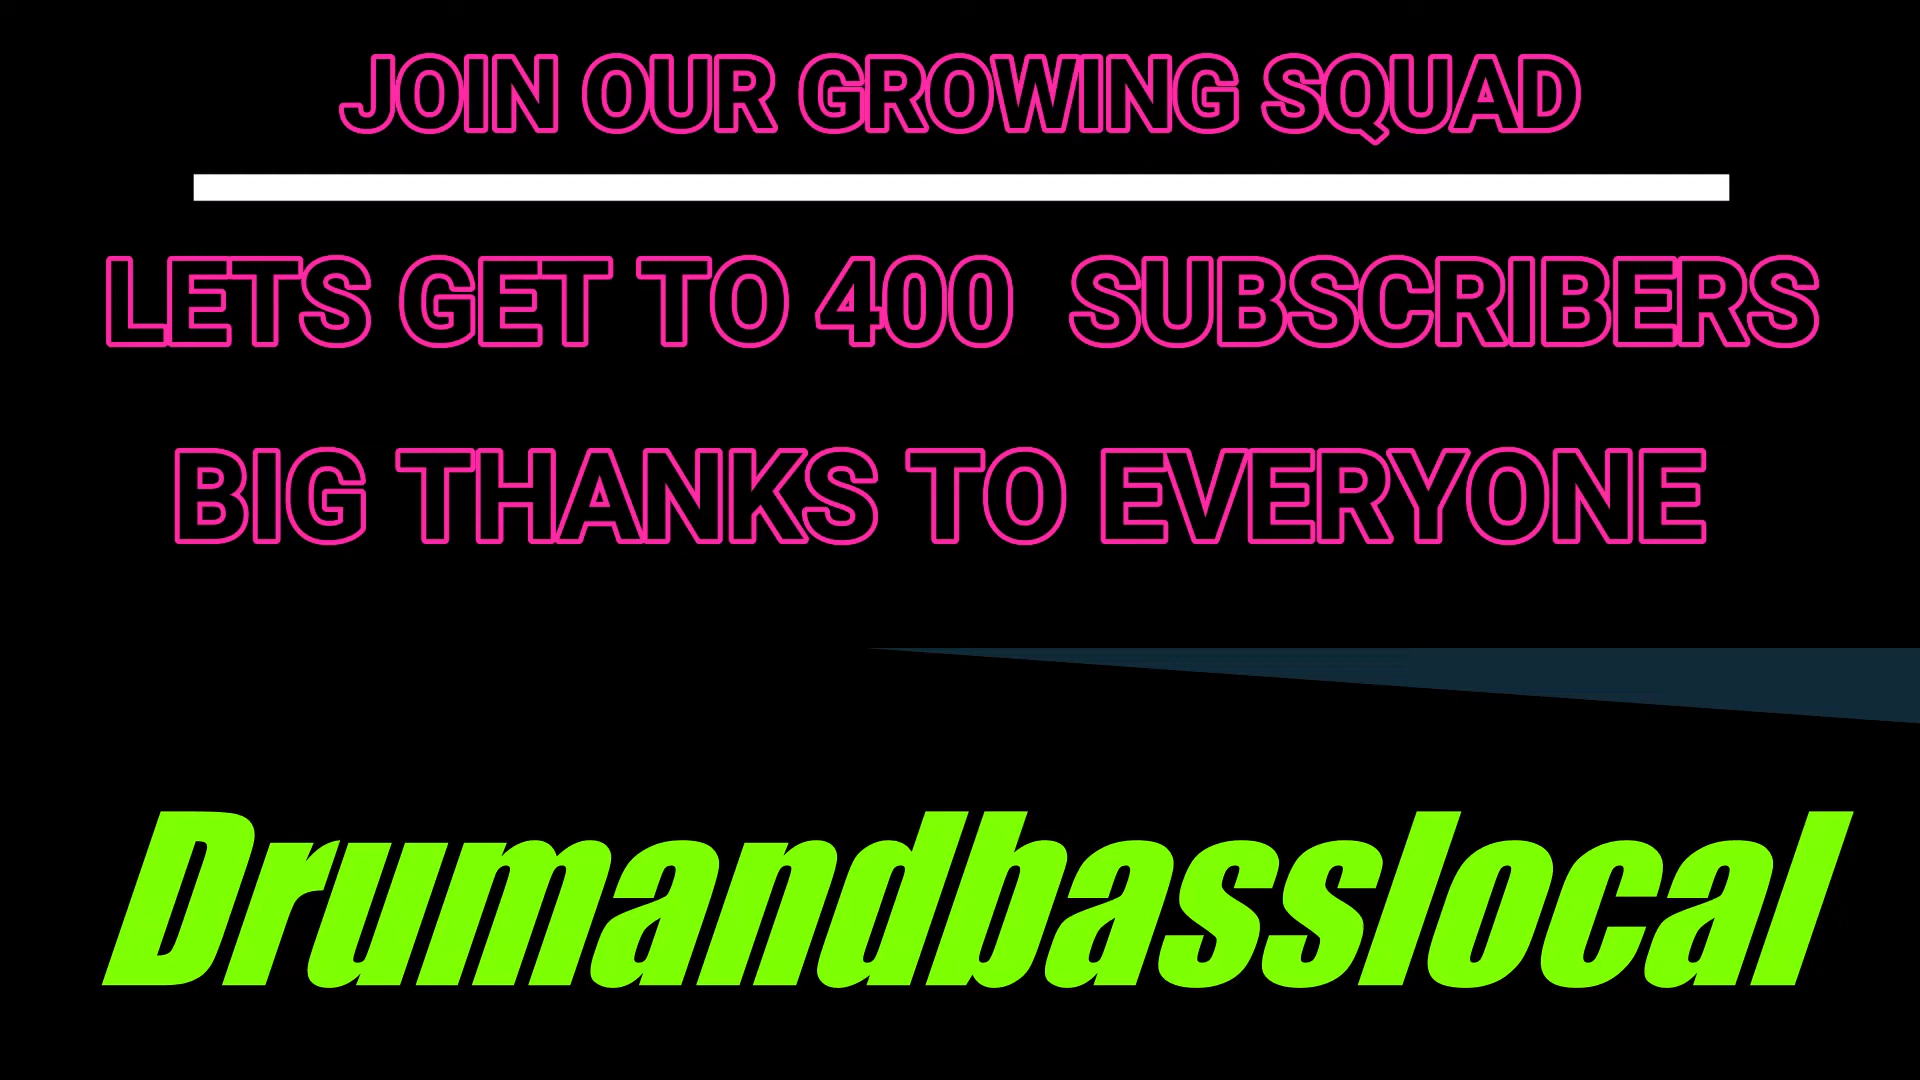 JOIN OUR GROWING SQUAD
LETS GET TO 400 SUBSCRIBERS
BIG THANKS TO EVERYONE
Drumandbasslocal